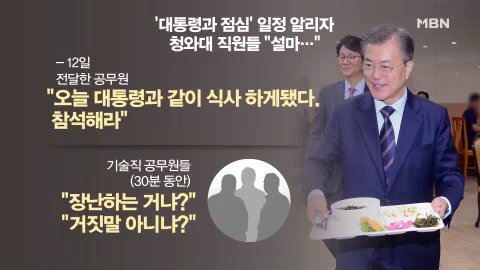 '대통령과 점심' 일정 알리자
청와대 직원들 "설마…"
MBN
– 12일
전달한 공무원
"오늘 대통령과 같이 식사 하게됐다.
참석해라"
기술직 공무원들
(30분 동안)
"장난하는 거냐?"
"거짓말 아니냐?"